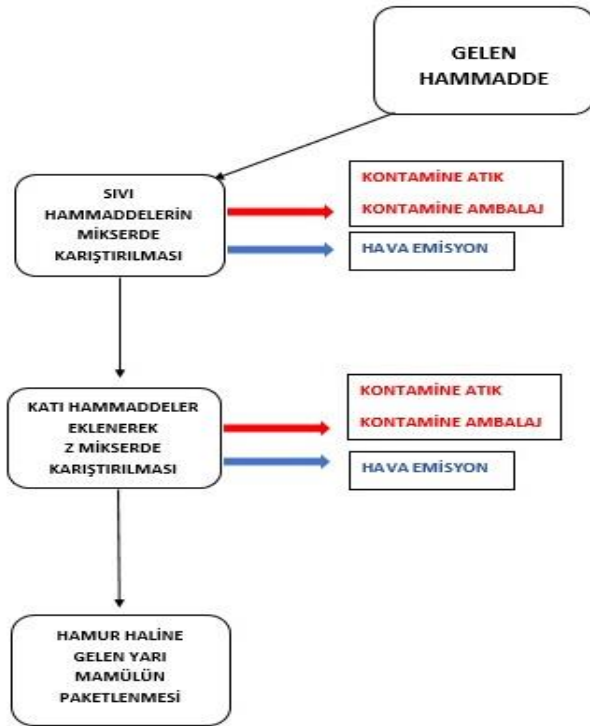 GELEN
HAMMADDE
SIVI
HAMMADDELERİN
MİKSERDE
KARIŞTIRILMASI
KONTAMİNE ATIK
KONTAMİNE AMBALAJ
HAVA EMİSYON
KATI HAMMADDELER
EKLENEREK
Z MİKSERDE
KARIŞTIRILMASI
KONTAMİNE ATIK
KONTAMİNE AMBALAJ
HAVA EMİSYON
HAMUR HALİNE
GELEN YARI
MAMÜLÜN
PAKETLENMESİ